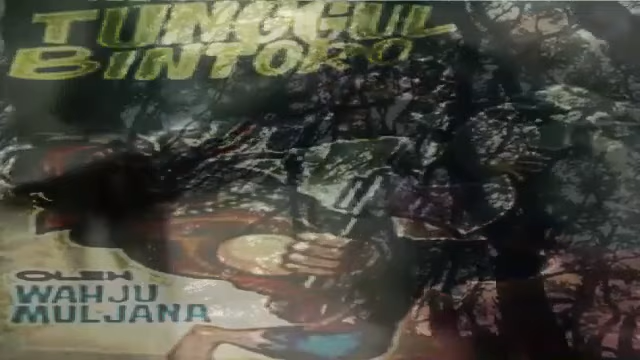 TUNGGUL
BINTORO
OLEH
WAHJU
MULJANA